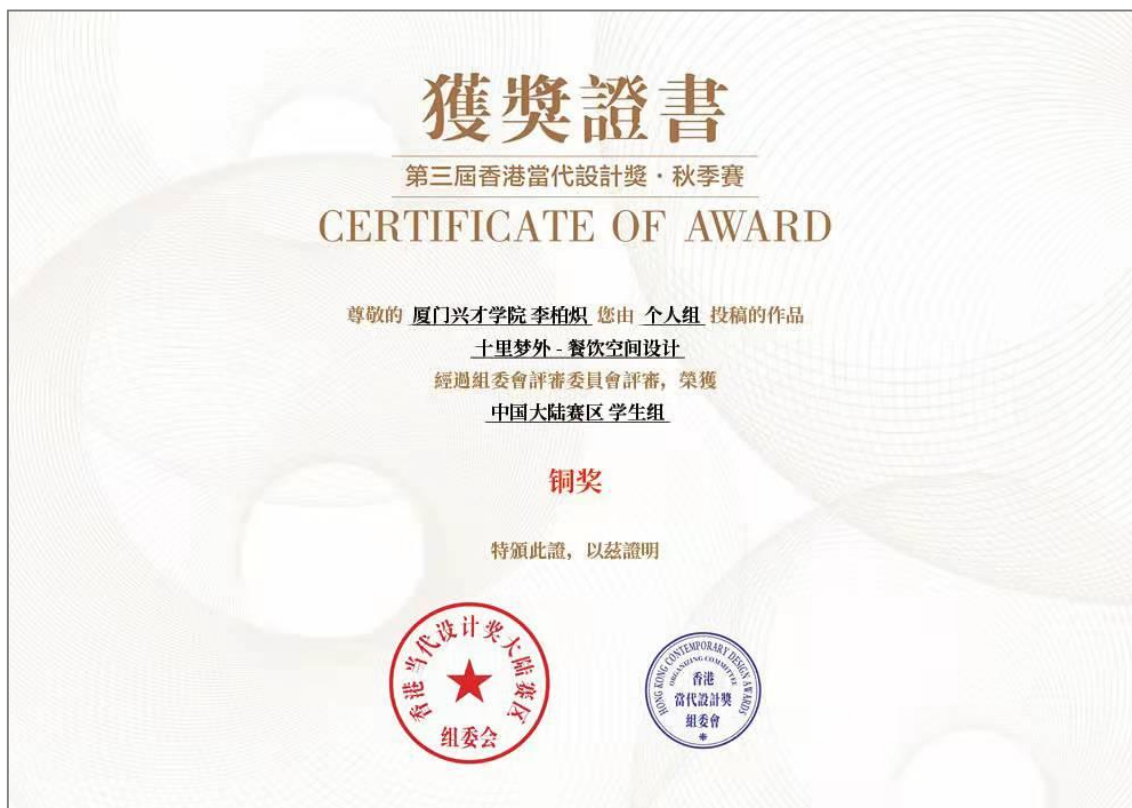 獲獎證書
第三屆香港當代設計獎·秋季賽
CERTIFICATE OF AWARD
尊敬的 厦门兴才学院 李柏炽 您由 个人组 投稿的作品
十里梦外 - 餐饮空间设计
經過組委會評審委員會評審，榮獲
中国大陆赛区 学生组
铜奖
特頒此證，以茲證明
香港当代设计奖大陆赛区
组委会
HONG KONG CONTEMPORARY DESIGN AWARDS
ORGANIZING COMMITTEE
香港
當代設計獎
組委會